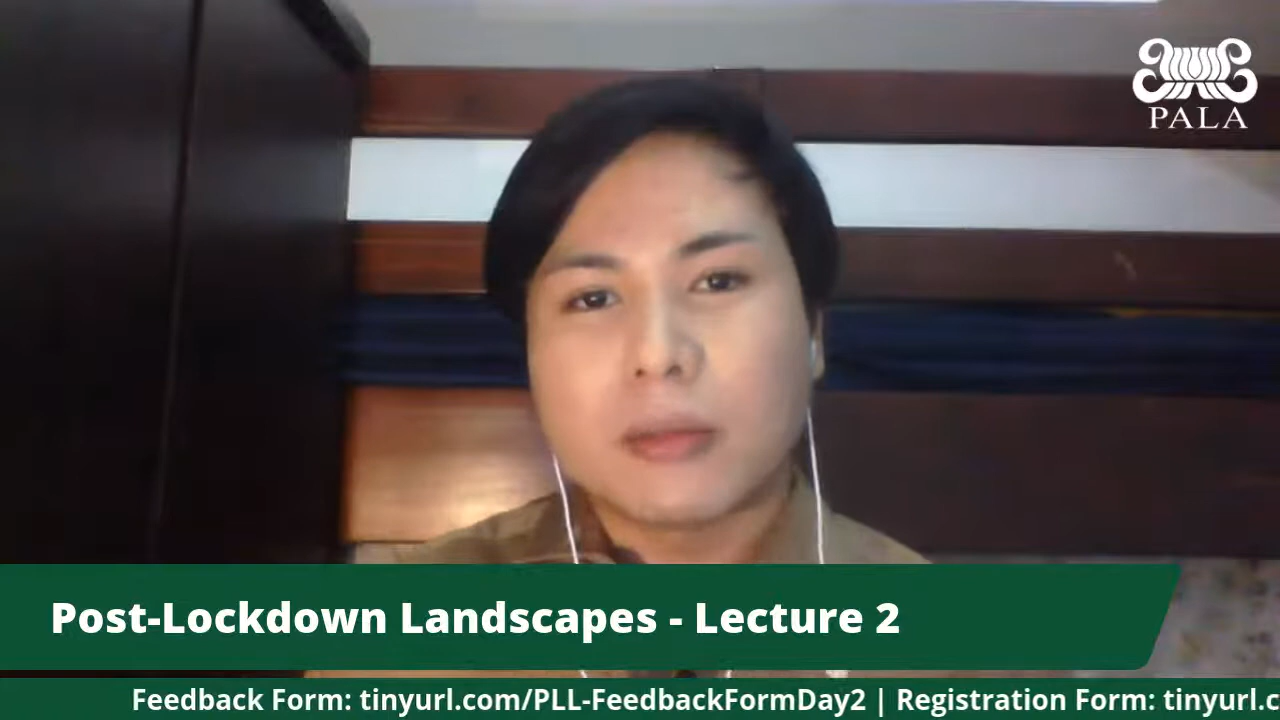 PALA
Post-Lockdown Landscapes - Lecture 2
Feedback Form: tinyurl.com/PLL-FeedbackFormDay2 | Registration Form: tinyurl.c